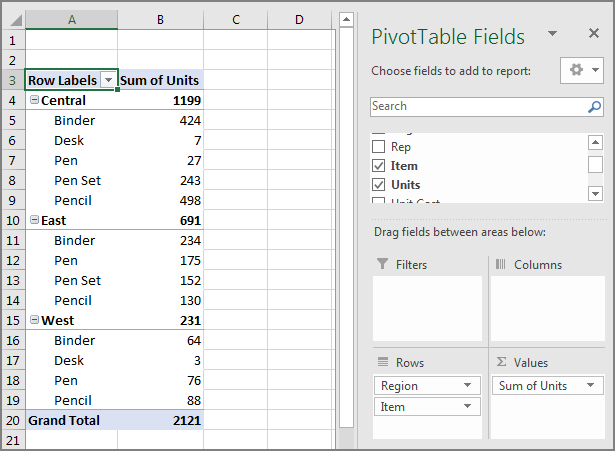 A B C D
1
2
3 Row Labels Sum of Units
4 Central 1199
5 Binder 424
6 Desk 7
7 Pen 27
8 Pen Set 243
9 Pencil 498
10 East 691
11 Binder 234
12 Pen 175
13 Pen Set 152
14 Pencil 130
15 West 231
16 Binder 64
17 Desk 3
18 Pen 76
19 Pencil 88
20 Grand Total 2121
21
PivotTable Fields
Choose fields to add to report:
Search
Rep
Item
Units
Drag fields between areas below:
Filters
Columns
Rows
Region
Item
Values
Sum of Units